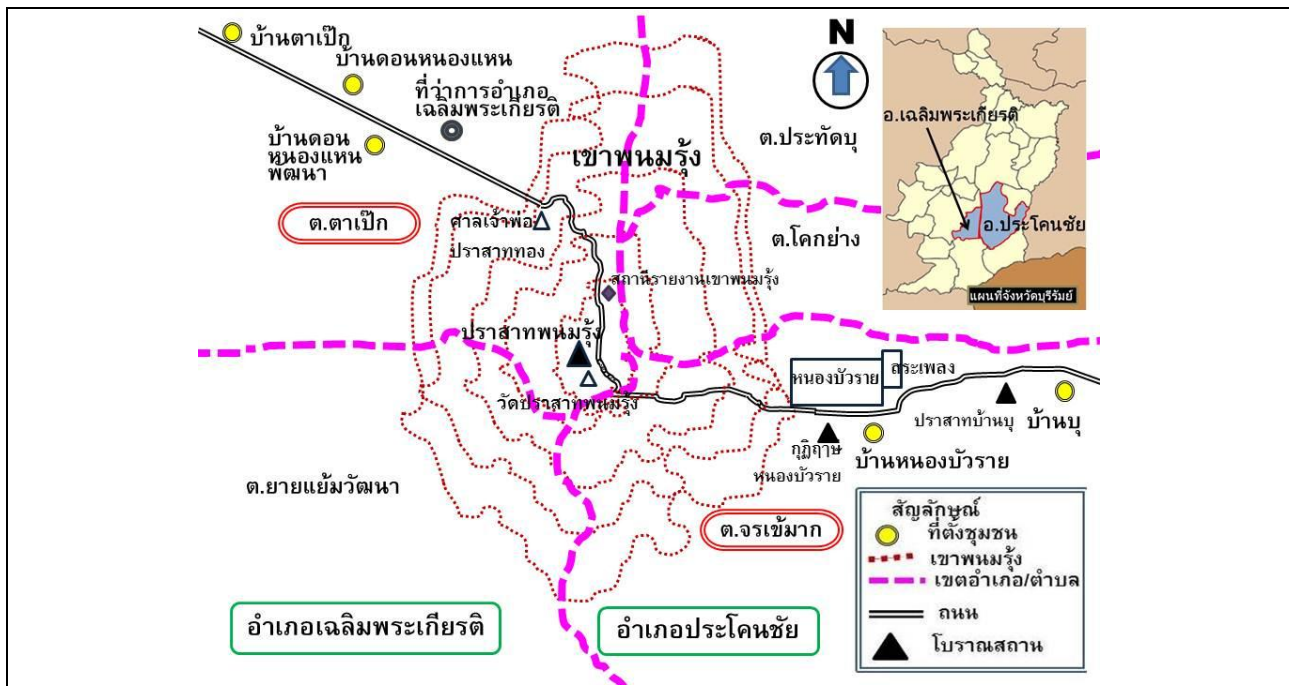 บ้านตาเป๊ก
บ้านดอนหนองแหน
ที่ว่าการอำเภอ
เฉลิมพระเกียรติ
บ้านดอน
หนองแหน
พัฒนา
ต.ตาเป๊ก
ศาลเจ้าพ่อ
ปราสาททอง
เขาพนมรุ้ง
N
ต.ประทัดบุ
ต.โคกย่าง
อ.เฉลิมพระเกียรติ
อ.ประโคนชัย
แผนที่จังหวัดบุรีรัมย์
สถานีรายงานเขาพนมรุ้ง
ปราสาทพนมรุ้ง
วัดปราสาทพนมรุ้ง
หนองบัวราย
สระเพลง
ปราสาทบ้านบุ
บ้านบุ
กุฏิฤๅษี
หนองบัวราย
บ้านหนองบัวราย
ต.ยายแย้มวัฒนา
ต.จรเข้มาก
อำเภอเฉลิมพระเกียรติ
อำเภอประโคนชัย
สัญลักษณ์
ที่ตั้งชุมชน
เขาพนมรุ้ง
เขตอำเภอ/ตำบล
ถนน
โบราณสถาน